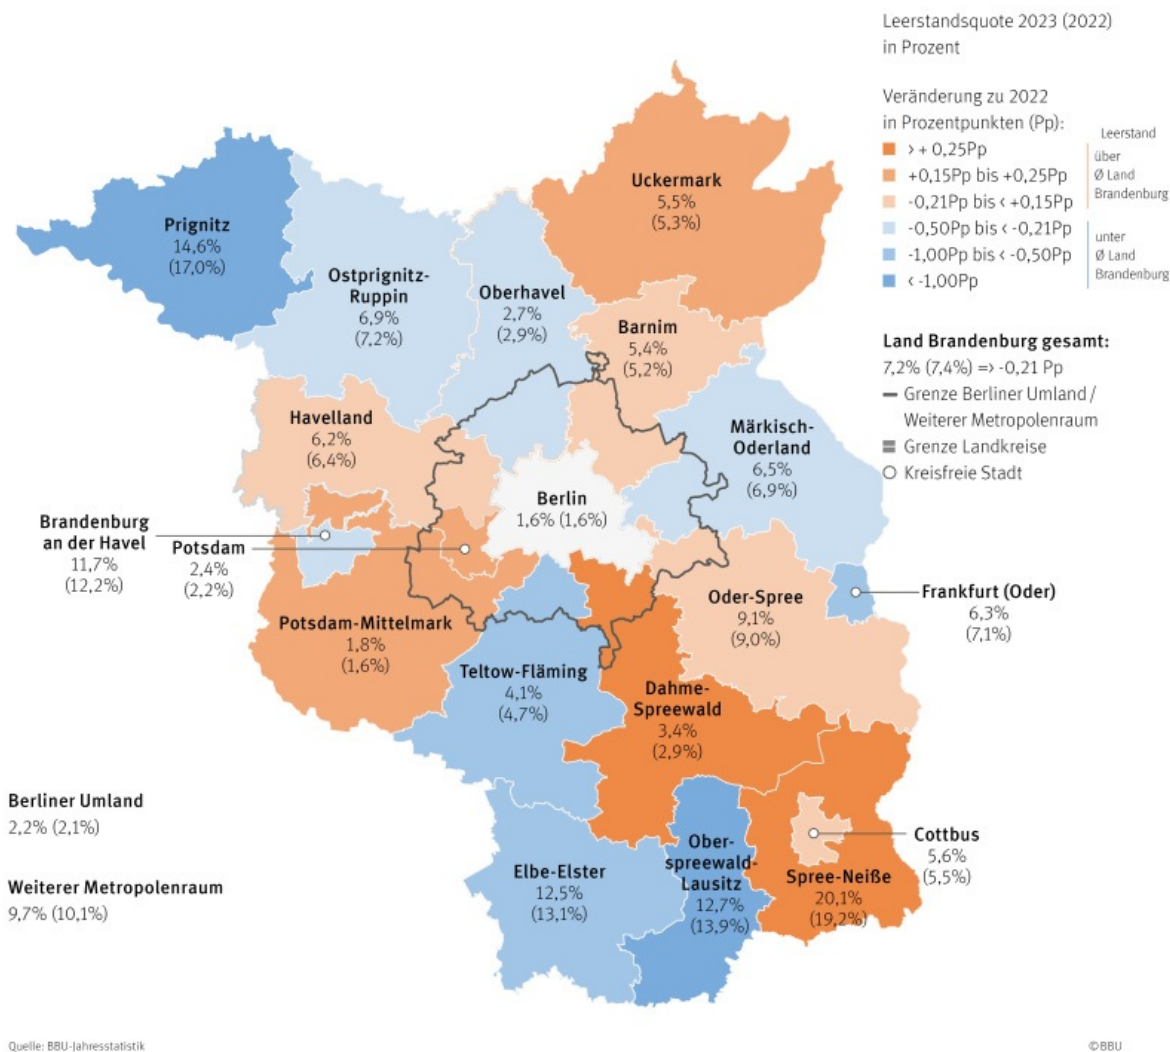 Leerstandsquote 2023 (2022)
in Prozent
Veränderung zu 2022
in Prozentpunkten (Pp):
Leerstand
> + 0,25Pp
+0,15Pp bis +0,25Pp
-0,21Pp bis < +0,15Pp
über
Ø Land
Brandenburg
-0,50Pp bis < -0,21Pp
-1,00Pp bis < -0,50Pp
< -1,00Pp
unter
Ø Land
Brandenburg
Land Brandenburg gesamt:
7,2% (7,4%) => -0,21 Pp
Grenze Berliner Umland /
Weiterer Metropolenraum
Grenze Landkreise
Kreisfreie Stadt
Uckermark
5,5%
(5,3%)
Prignitz
14,6%
(17,0%)
Ostprignitz-
Ruppin
6,9%
(7,2%)
Oberhavel
2,7%
(2,9%)
Barnim
5,4%
(5,2%)
Havelland
6,2%
(6,4%)
Märkisch-
Oderland
6,5%
(6,9%)
Berlin
1,6% (1,6%)
Brandenburg
an der Havel
11,7%
(12,2%)
Potsdam
2,4%
(2,2%)
Potsdam-Mittelmark
1,8%
(1,6%)
Oder-Spree
9,1%
(9,0%)
Frankfurt (Oder)
6,3%
(7,1%)
Teltow-Fläming
4,1%
(4,7%)
Dahme-
Spreewald
3,4%
(2,9%)
Berliner Umland
2,2% (2,1%)
Weiterer Metropolenraum
9,7% (10,1%)
Elbe-Elster
12,5%
(13,1%)
Ober-
spreewald-
Lausitz
12,7%
(13,9%)
Spree-Neiße
20,1%
(19,2%)
Cottbus
5,6%
(5,5%)
Quelle: BBU-Jahresstatistik
©BBU